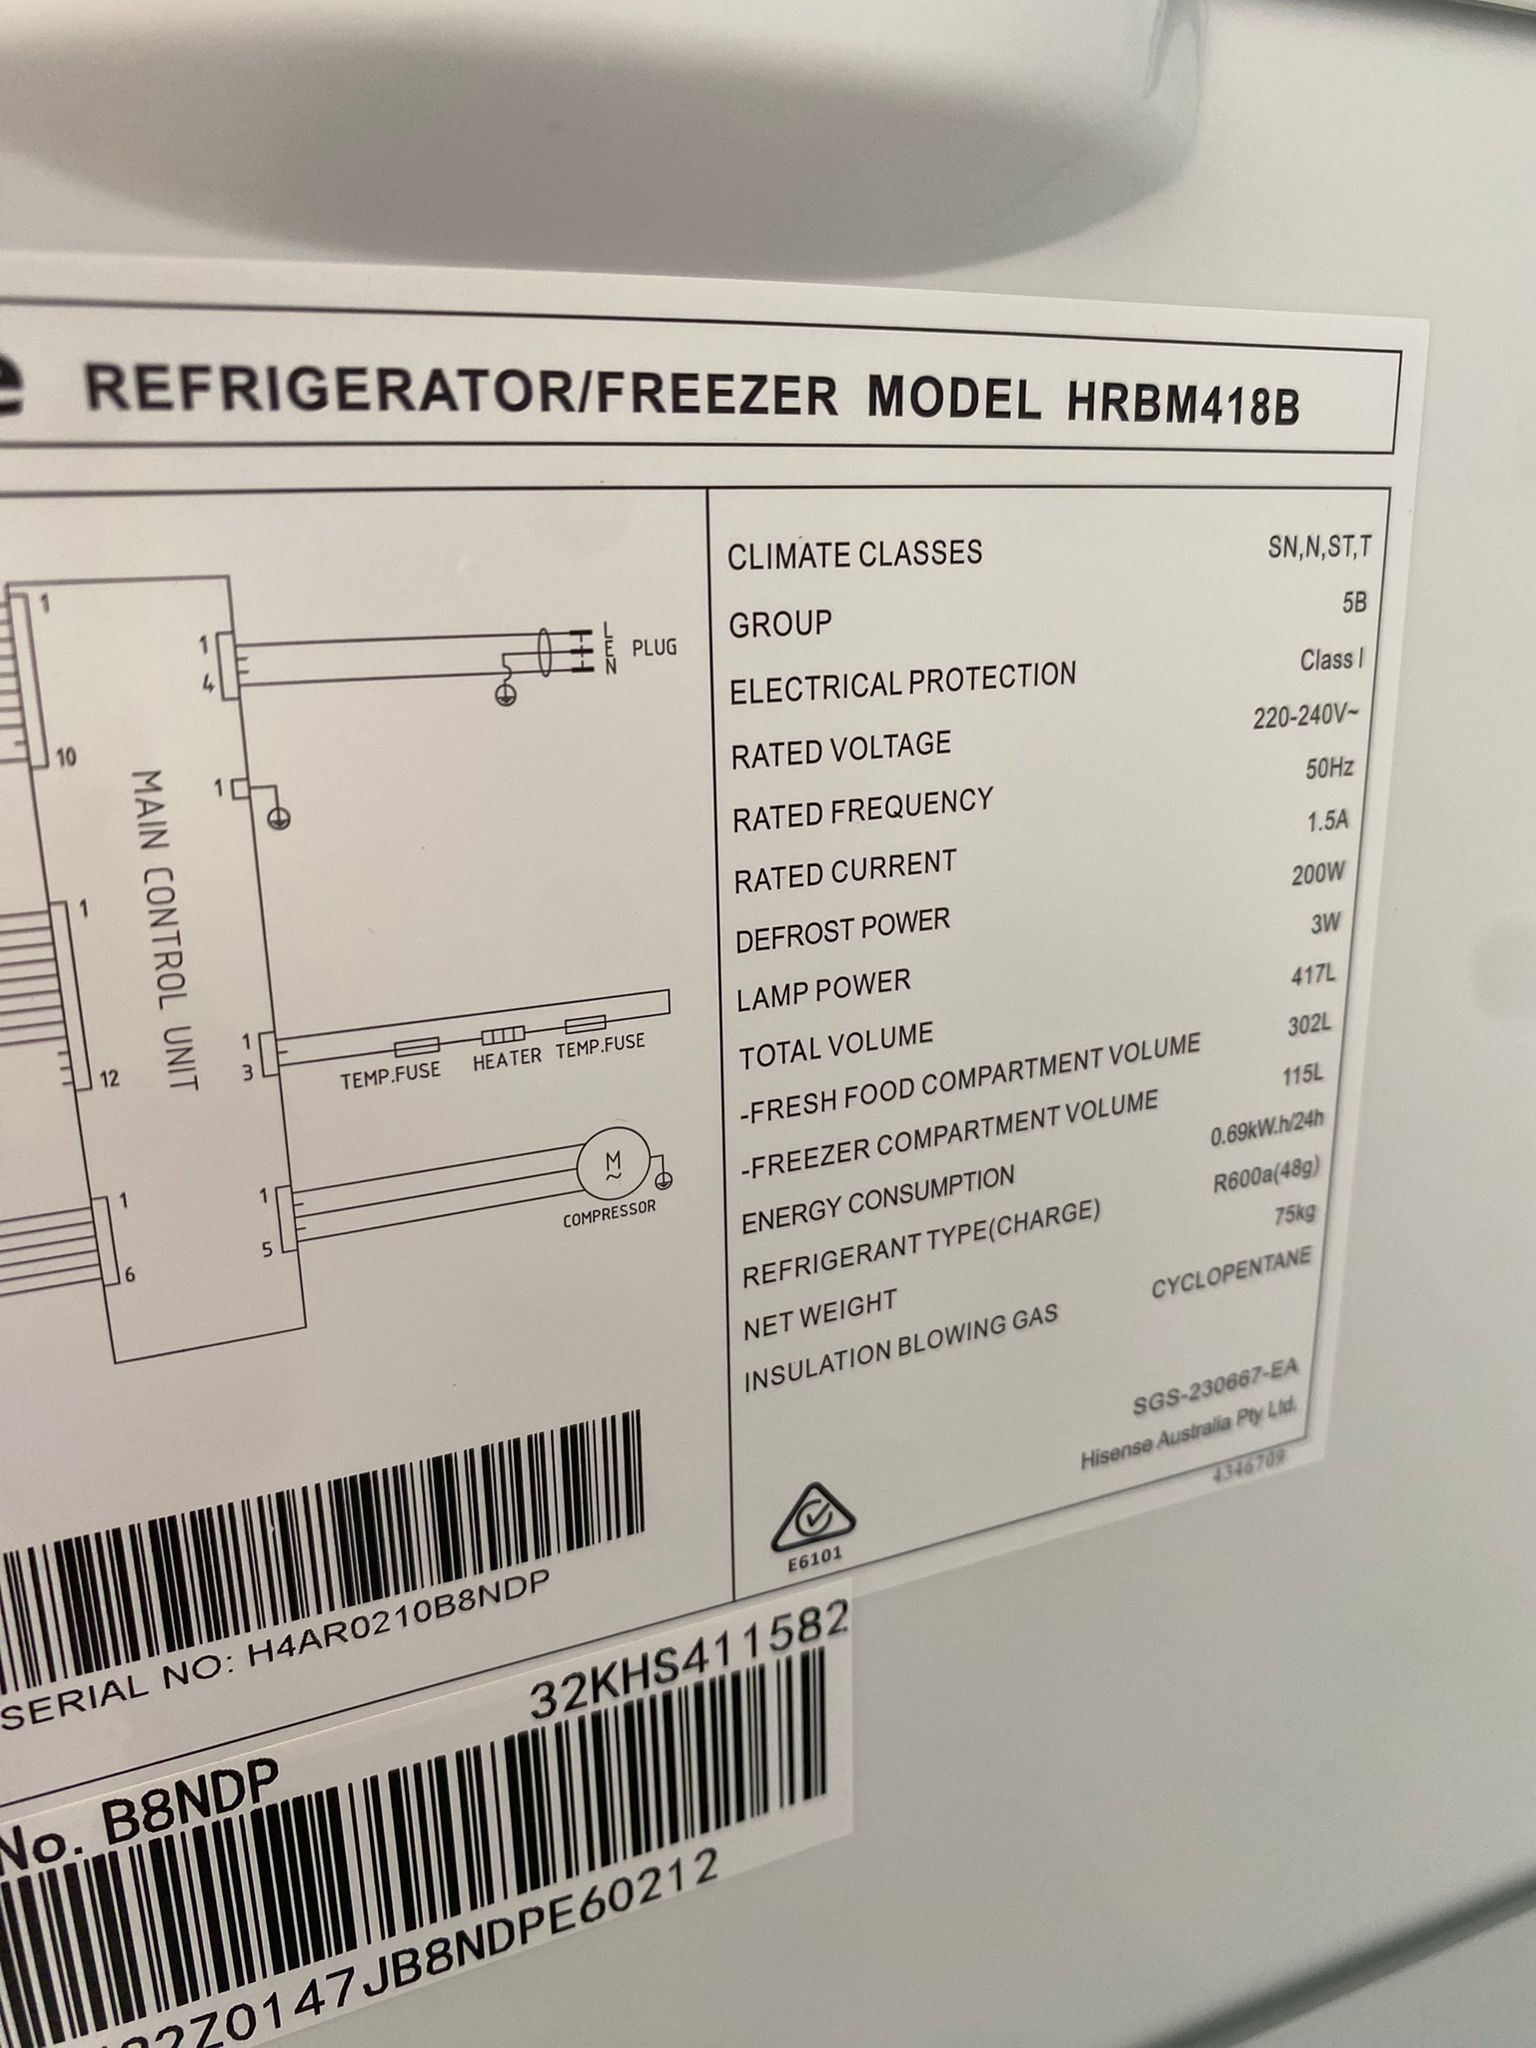 e REFRIGERATOR/FREEZER MODEL HRBM418B
1
10
MAIN CONTROL UNIT
1
4
L
E
N
PLUG
1
1
12
1
3
TEMP.FUSE
HEATER
TEMP.FUSE
1
6
1
5
M
~
COMPRESSOR
CLIMATE CLASSES SN,N,ST,T
GROUP 5B
ELECTRICAL PROTECTION Class I
RATED VOLTAGE 220-240V~
RATED FREQUENCY 50Hz
RATED CURRENT 1.5A
DEFROST POWER 200W
LAMP POWER 3W
TOTAL VOLUME 417L
-FRESH FOOD COMPARTMENT VOLUME 302L
-FREEZER COMPARTMENT VOLUME 115L
ENERGY CONSUMPTION 0.69kW.h/24h
REFRIGERANT TYPE(CHARGE) R600a(48g)
NET WEIGHT 75kg
INSULATION BLOWING GAS CYCLOPENTANE
SGS-230667-EA
Hisense Australia Pty Ltd.
4346709
E6101
SERIAL NO: H4AR0210B8NDP
No. B8NDP 32KHS411582
2Z0147JB8NDPE60212